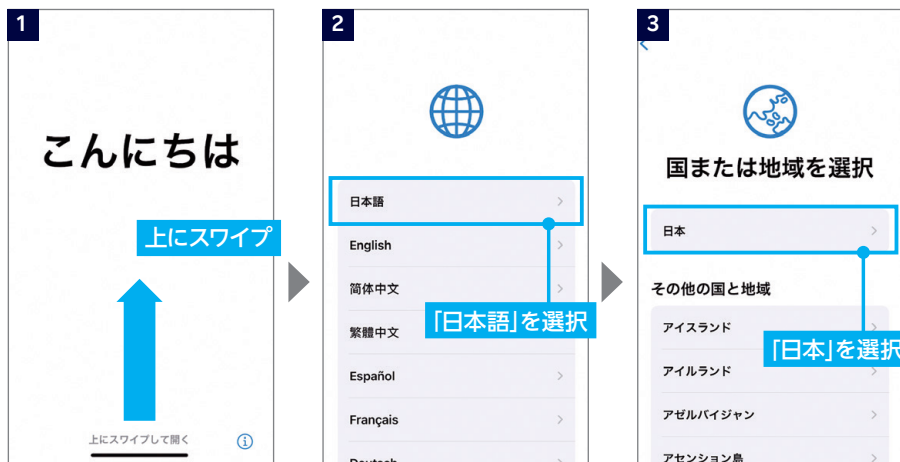 1
こんにちは
上にスワイプ
上にスワイプして開く
2
日本語
English
简体中文
繁體中文
「日本語」を選択
Español
Français
Deutsch
3
国または地域を選択
日本
その他の国と地域
アイスランド
「日本」を選択
アイルランド
アゼルバイジャン
アセンション島